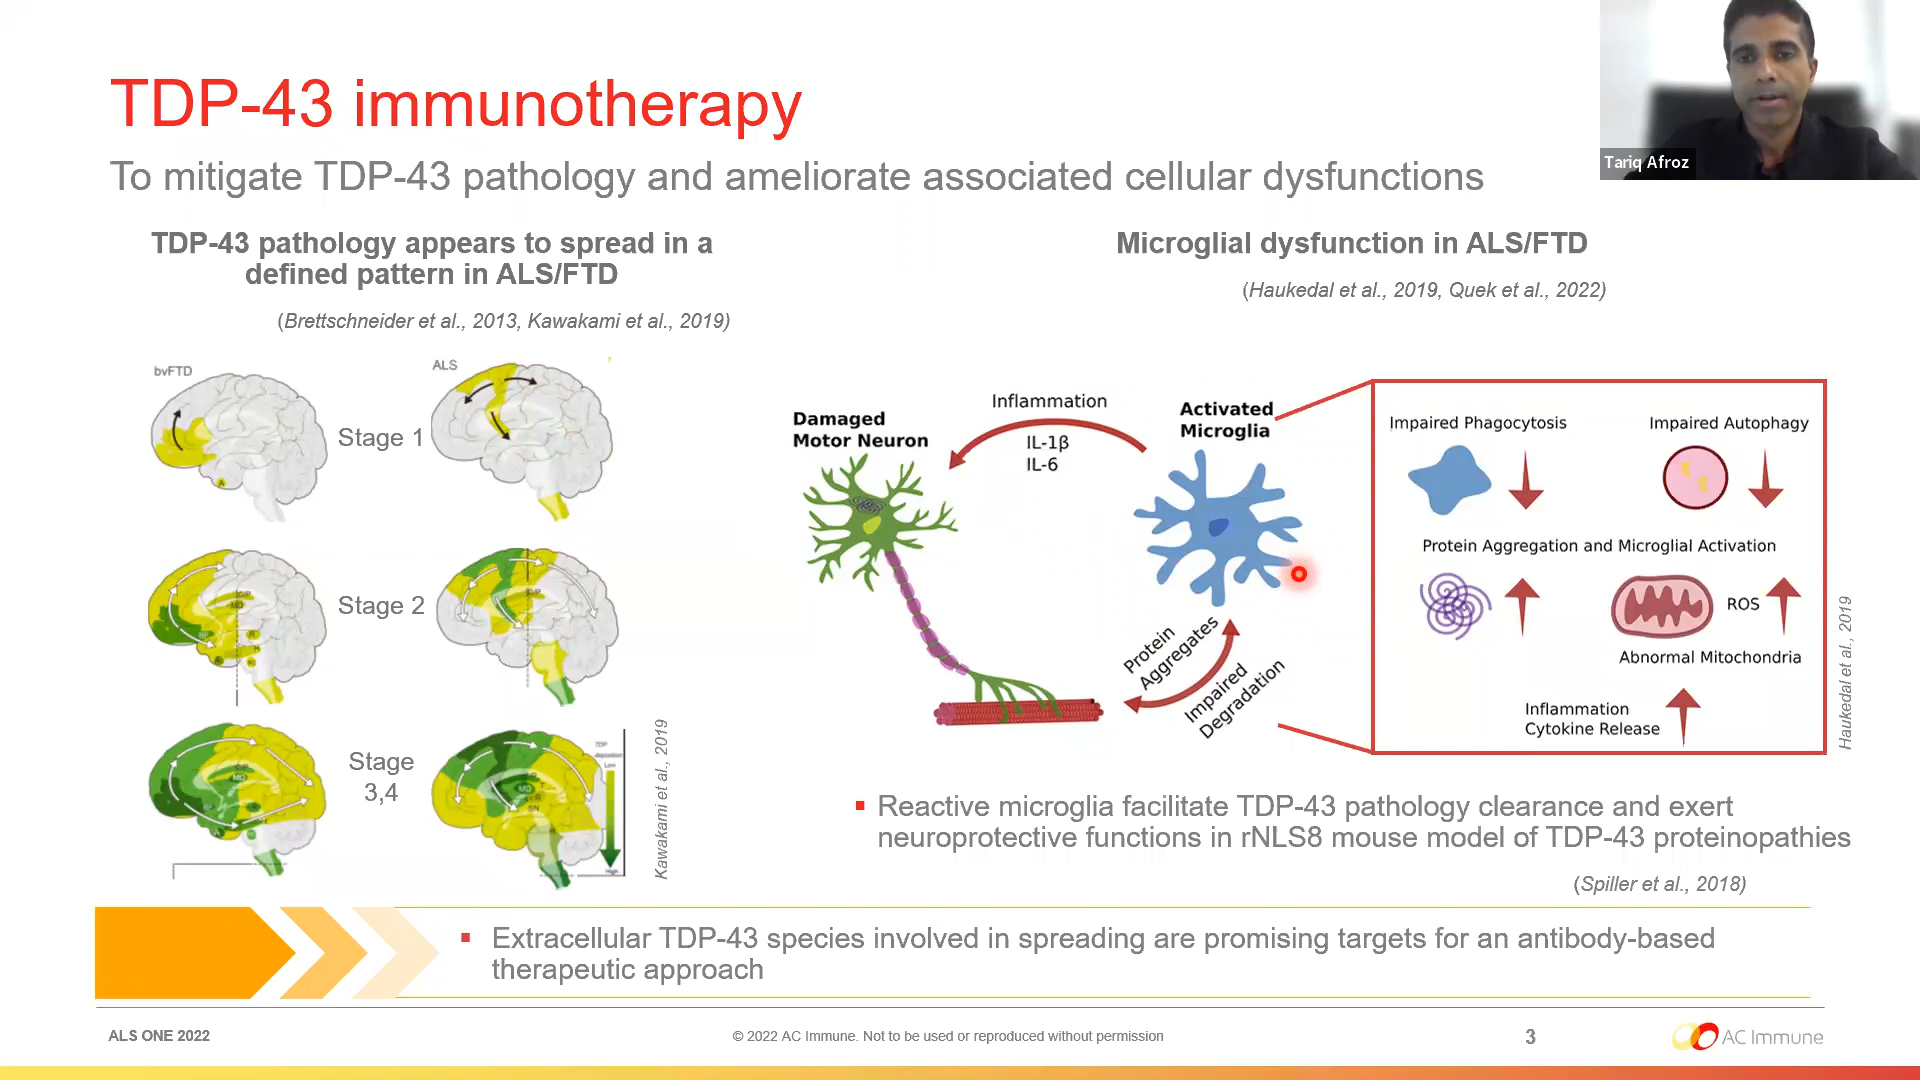 TDP-43 immunotherapy
To mitigate TDP-43 pathology and ameliorate associated cellular dysfunctions
Tariq Afroz
TDP-43 pathology appears to spread in a
defined pattern in ALS/FTD
(Brettschneider et al., 2013, Kawakami et al., 2019)
bvFTD
ALS
Stage 1
Stage 2
Stage
3,4
Kawakami et al., 2019
Microglial dysfunction in ALS/FTD
(Haukedal et al., 2019, Quek et al., 2022)
Damaged
Motor Neuron
Inflammation
IL-1β
IL-6
Activated
Microglia
Protein
Aggregates
Impaired
Degradation
Impaired Phagocytosis
Impaired Autophagy
Protein Aggregation and Microglial Activation
ROS
Abnormal Mitochondria
Inflammation
Cytokine Release
Haukedal et al., 2019
Reactive microglia facilitate TDP-43 pathology clearance and exert
neuroprotective functions in rNLS8 mouse model of TDP-43 proteinopathies
(Spiller et al., 2018)
Extracellular TDP-43 species involved in spreading are promising targets for an antibody-based
therapeutic approach
ALS ONE 2022
© 2022 AC Immune. Not to be used or reproduced without permission
3
AC Immune